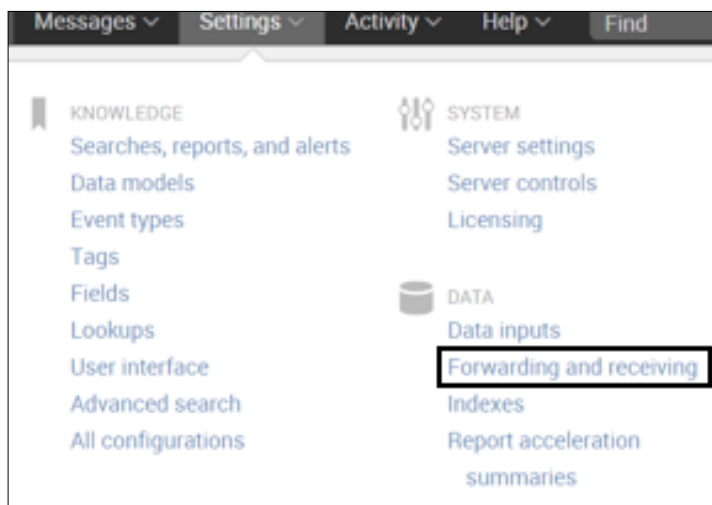 Messages Settings Activity Help Find
KNOWLEDGE
Searches, reports, and alerts
Data models
Event types
Tags
Fields
Lookups
User interface
Advanced search
All configurations
SYSTEM
Server settings
Server controls
Licensing
DATA
Data inputs
Forwarding and receiving
Indexes
Report acceleration
summaries